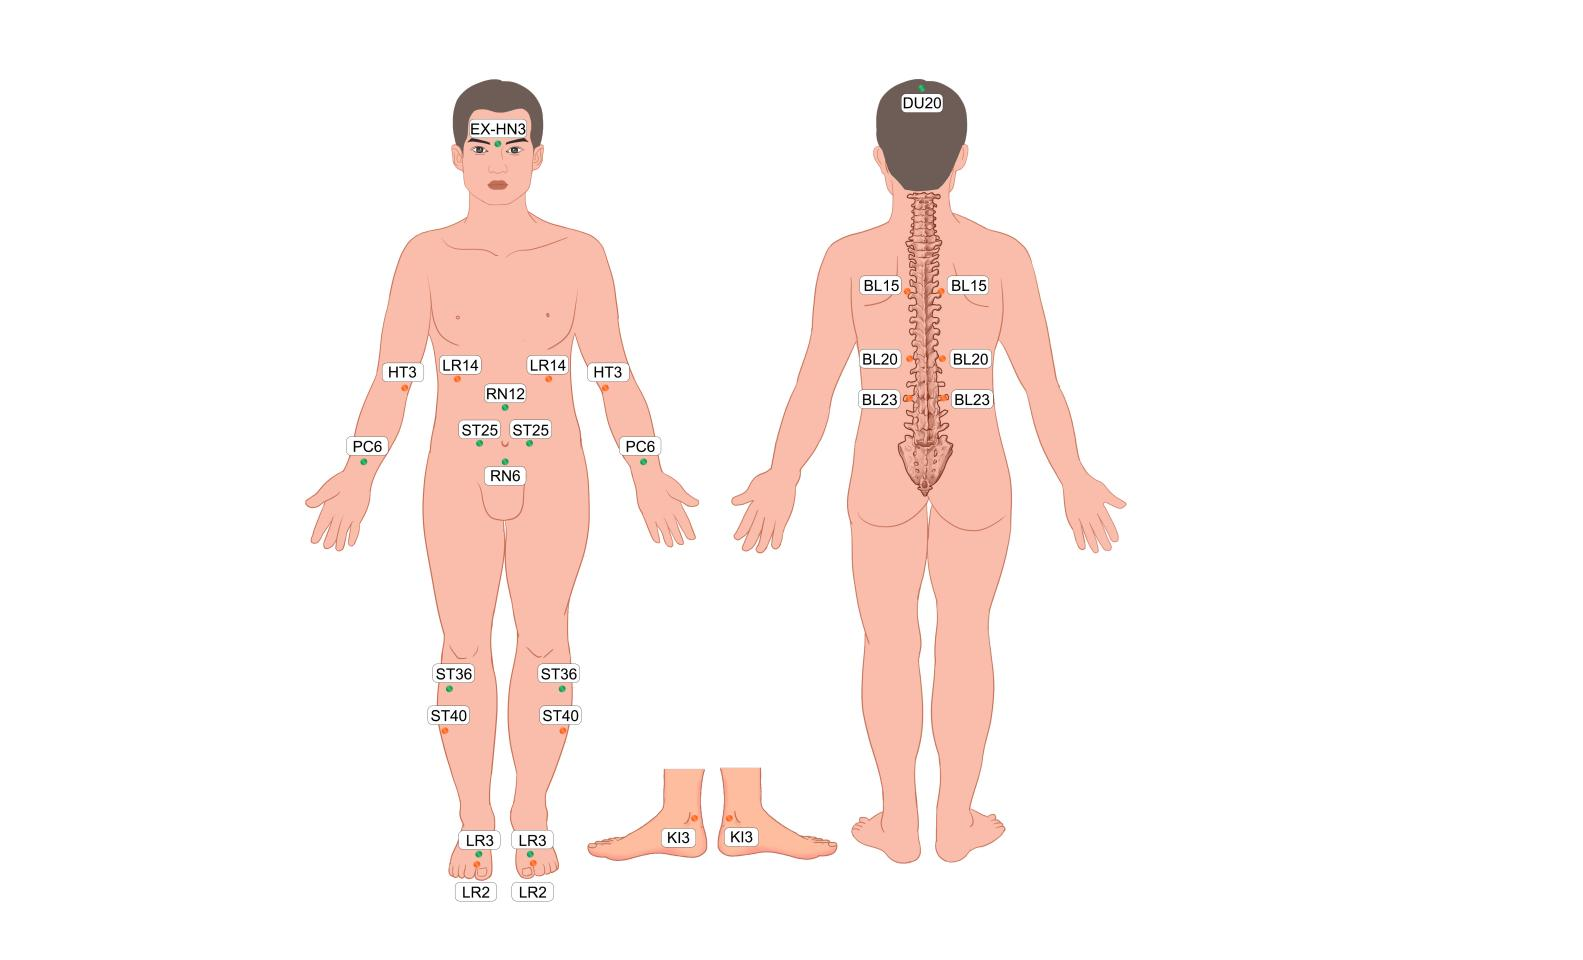 EX-HN3
DU20
BL15
BL15
BL20
BL20
HT3
LR14
LR14
HT3
RN12
BL23
BL23
ST25
ST25
PC6
PC6
RN6
ST36
ST36
ST40
ST40
KI3
KI3
LR3
LR3
LR2
LR2